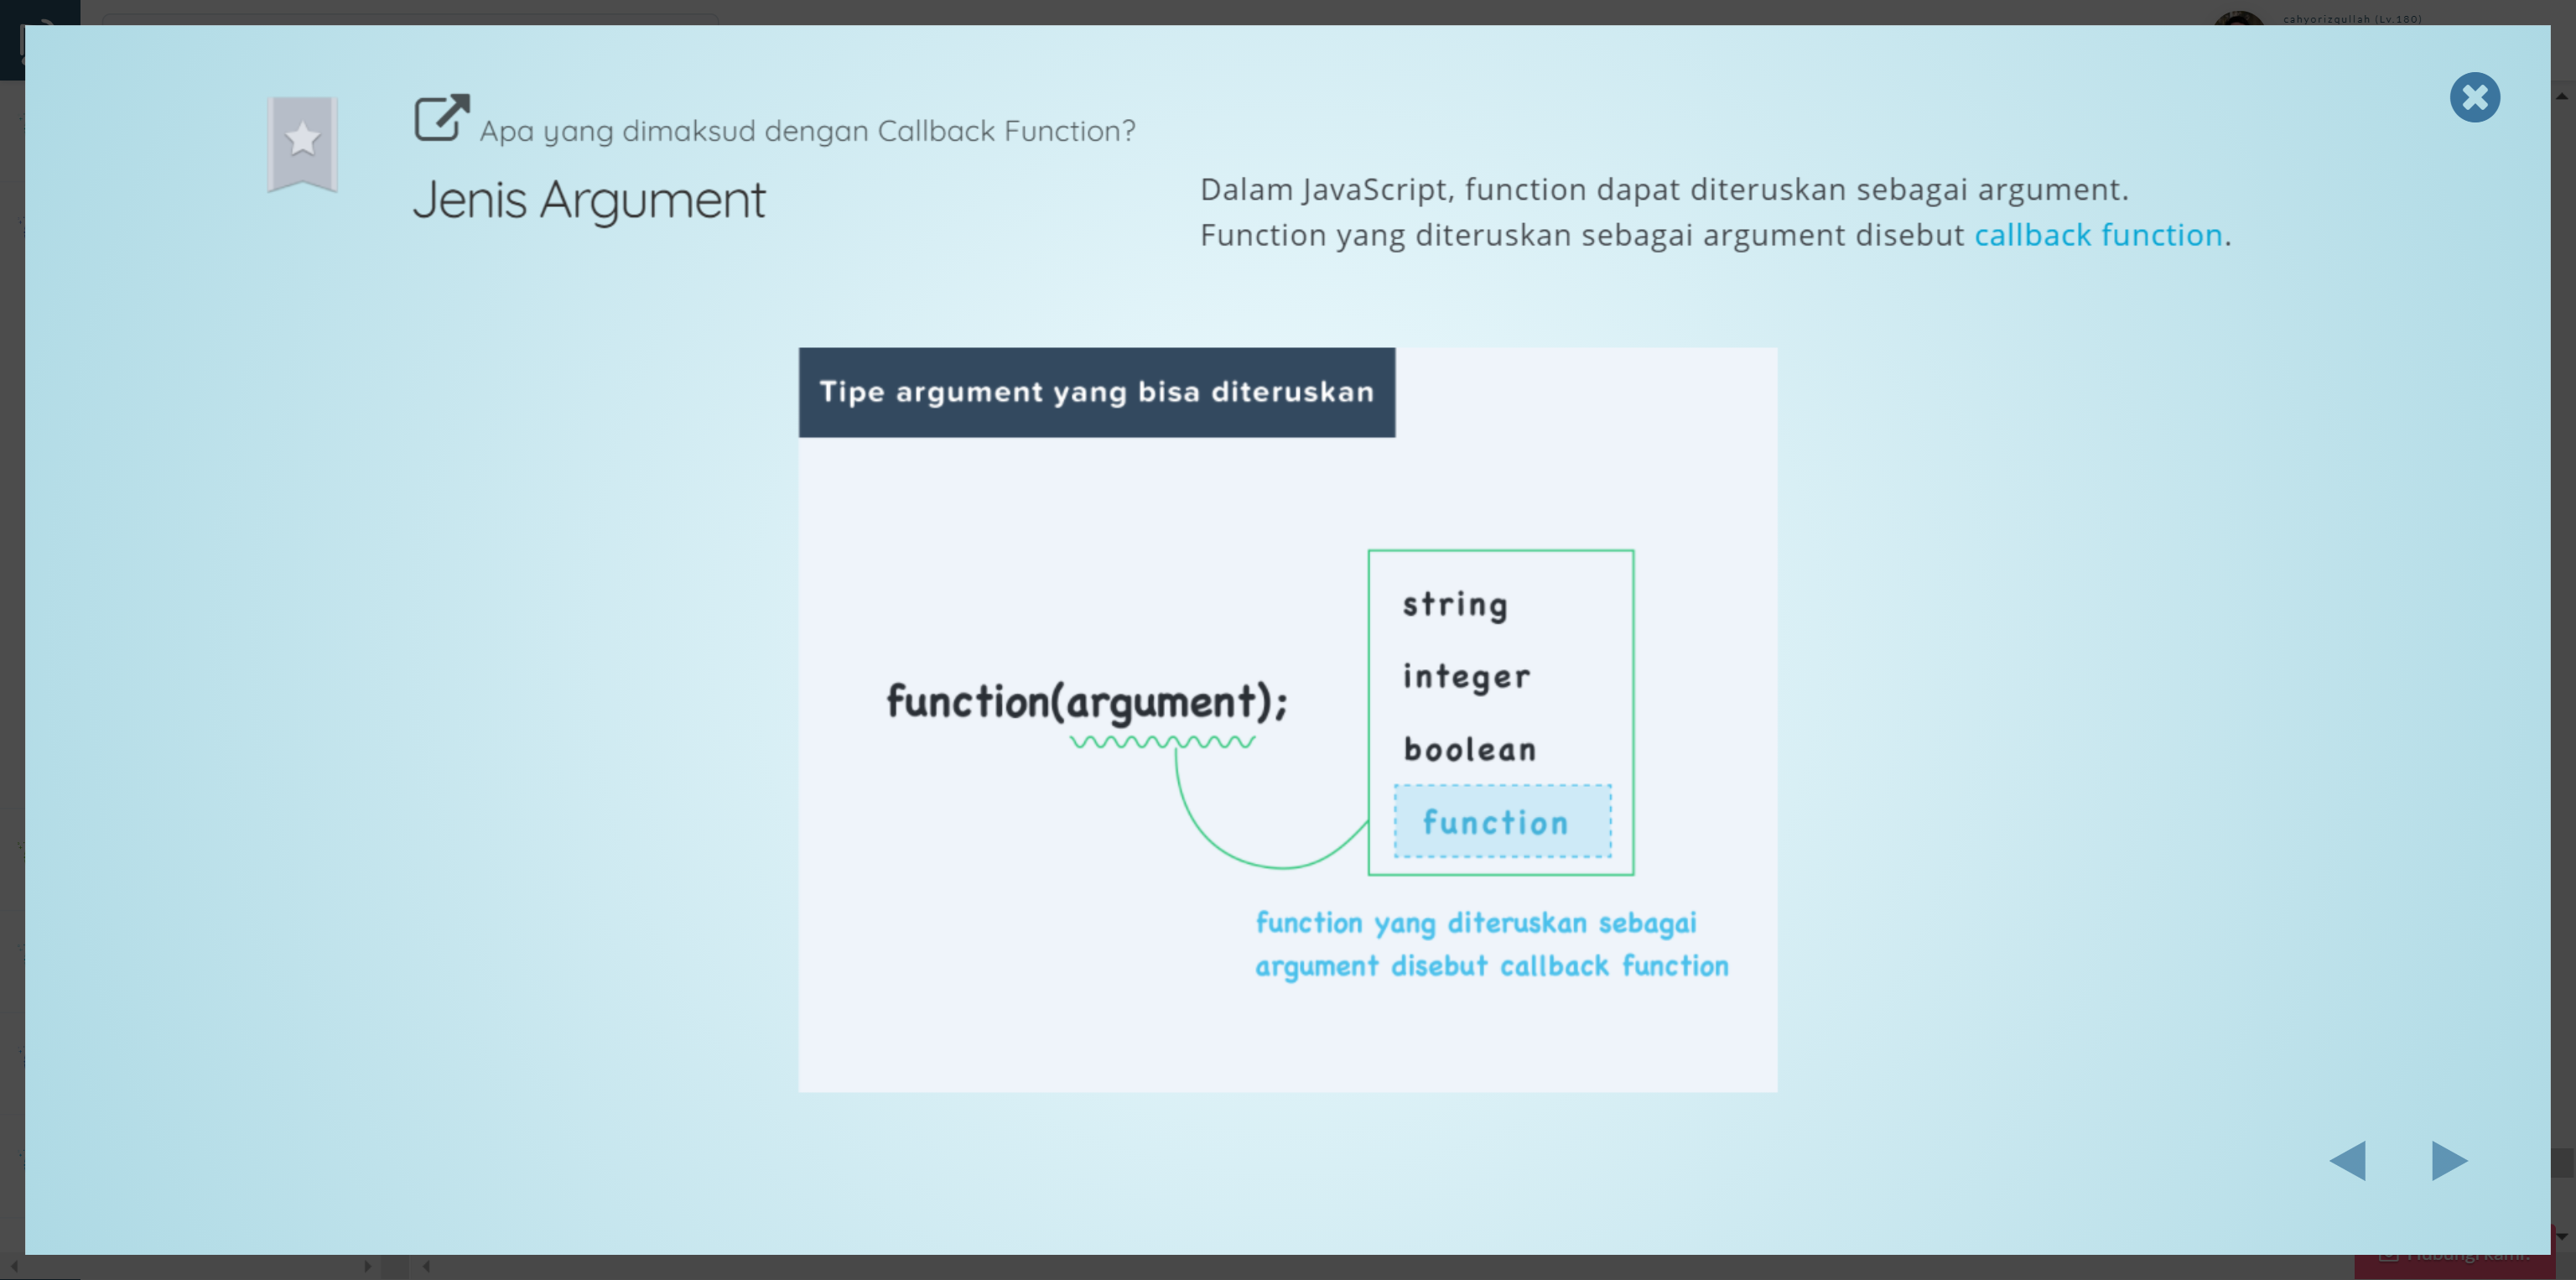 cahyorizqullah (Lv.180)
Apa yang dimaksud dengan Callback Function?
Jenis Argument
Dalam JavaScript, function dapat diteruskan sebagai argument.
Function yang diteruskan sebagai argument disebut callback function.
Tipe argument yang bisa diteruskan
function(argument);
string
integer
boolean
function
function yang diteruskan sebagai
argument disebut callback function
Hubungi kami